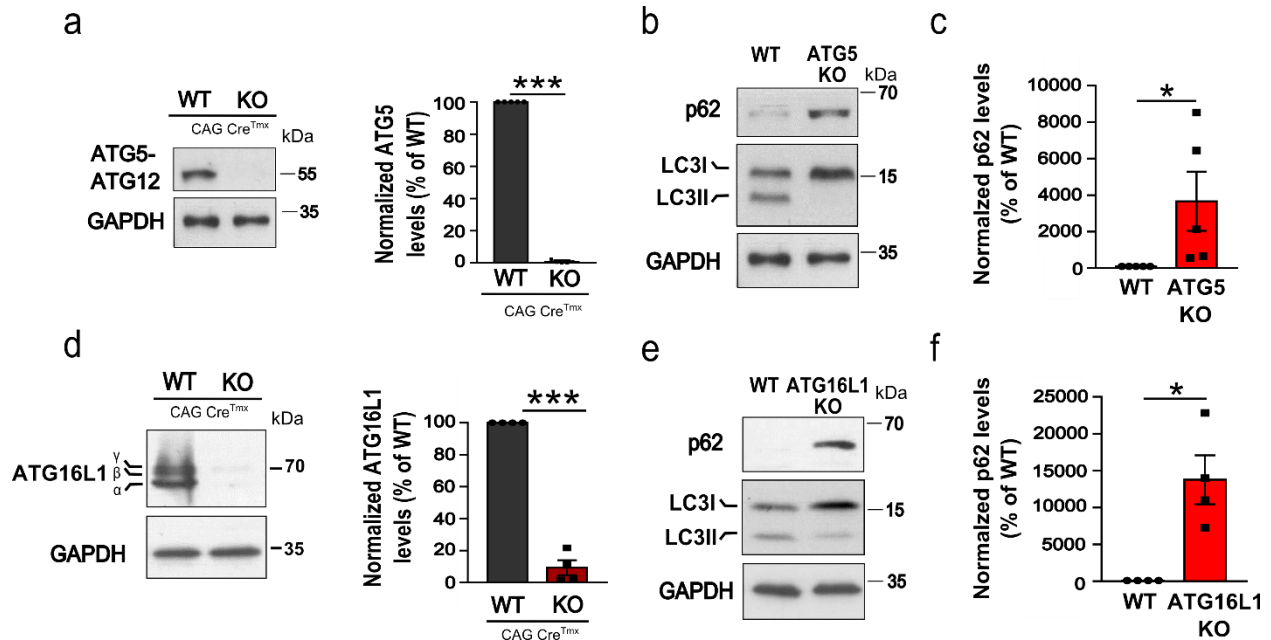 a
WT KO
CAG Cre^Tmx
kDa
ATG5-
ATG12
55
GAPDH
35
Normalized ATG5
levels (% of WT)
100
80
60
40
20
0
***
WT KO
CAG Cre^Tmx
b
WT ATG5
KO
kDa
p62
70
LC3I
LC3II
15
GAPDH
35
c
Normalzed p62 levels
(% of WT)
10000
8000
6000
4000
2000
0
*
WT ATG5
KO
d
WT KO
CAG Cre^Tmx
kDa
ATG16L1
γ
β
α
70
GAPDH
35
Normalized ATG16L1
levels (% of WT)
100
80
60
40
20
0
***
WT KO
CAG Cre^Tmx
e
WT ATG16L1
KO
kDa
p62
70
LC3I
LC3II
15
GAPDH
35
f
Normalzed p62 levels
(% of WT)
25000
20000
15000
10000
5000
0
*
WT ATG16L1
KO